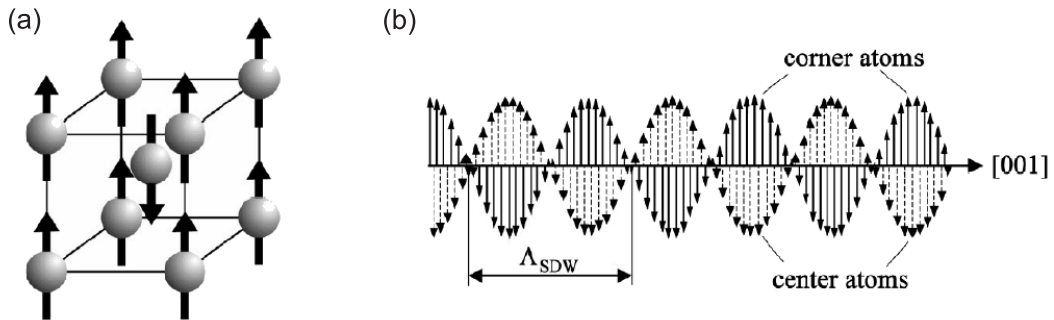 (a)
(b)
corner atoms
[001]
Λ_SDW
center atoms